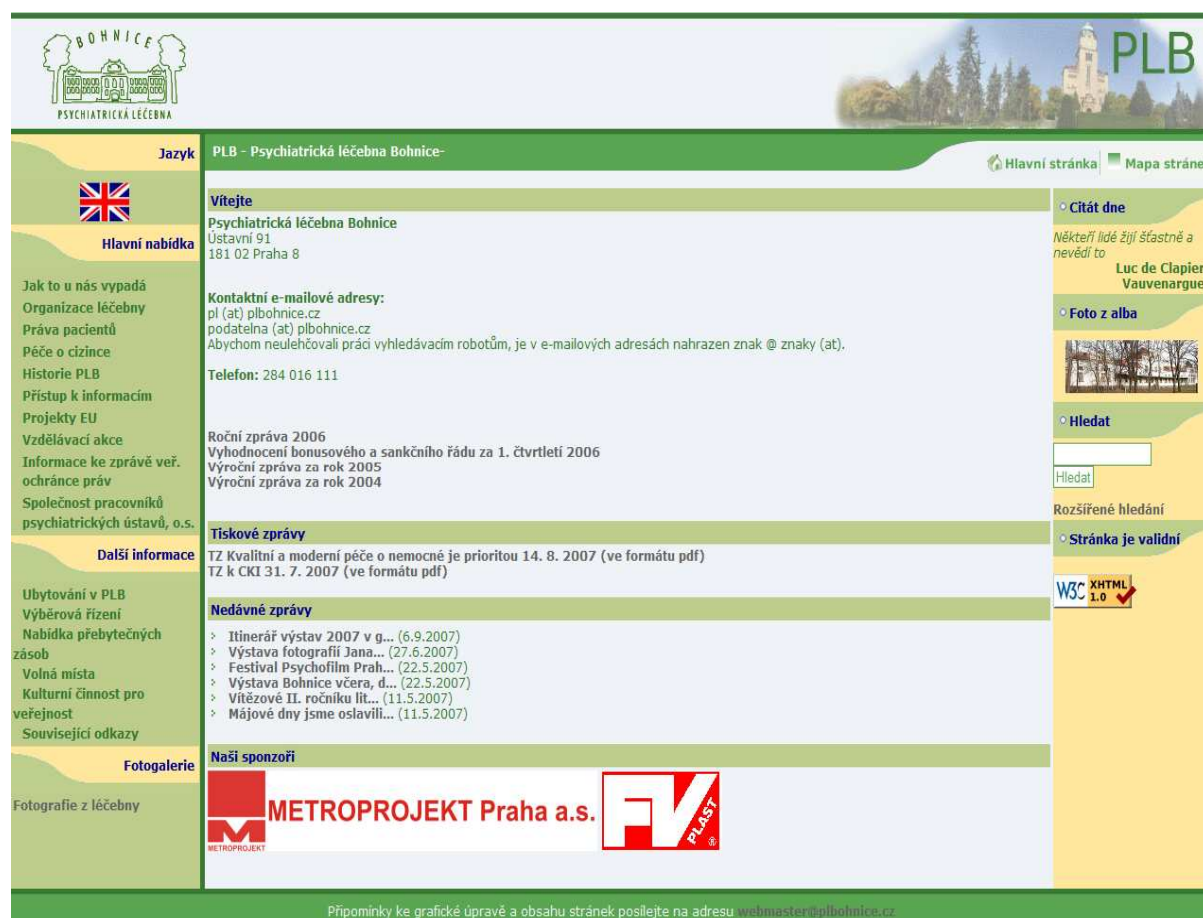 BOHNICE
PSYCHIATRICKÁ LÉČEBNA
PLB
Jazyk
Hlavní nabídka
Jak to u nás vypadá
Organizace léčebny
Práva pacientů
Péče o cizince
Historie PLB
Přístup k informacím
Projekty EU
Vzdělávací akce
Informace ke zprávě veř.
ochránce práv
Společnost pracovníků
psychiatrických ústavů, o.s.
Další informace
Ubytování v PLB
Výběrová řízení
Nabídka přebytečných
zásob
Volná místa
Kulturní činnost pro
veřejnost
Související odkazy
Fotogalerie
Fotografie z léčebny
PLB - Psychiatrická léčebna Bohnice-
Hlavní stránka
Mapa stráne
Vítejte
Psychiatrická léčebna Bohnice
Ústavní 91
181 02 Praha 8
Kontaktní e-mailové adresy:
pl (at) plbohnice.cz
podatelna (at) plbohnice.cz
Abychom neulehčovali práci vyhledávacím robotům, je v e-mailových adresách nahrazen znak @ znaky (at).
Telefon: 284 016 111
Roční zpráva 2006
Vyhodnocení bonusového a sankčního řádu za 1. čtvrtletí 2006
Výroční zpráva za rok 2005
Výroční zpráva za rok 2004
Tiskové zprávy
TZ Kvalitní a moderní péče o nemocné je prioritou 14. 8. 2007 (ve formátu pdf)
TZ k CKI 31. 7. 2007 (ve formátu pdf)
Nedávné zprávy
Itinerář výstav 2007 v g... (6.9.2007)
Výstava fotografií Jana... (27.6.2007)
Festival Psychofilm Prah... (22.5.2007)
Výstava Bohnice včera, d... (22.5.2007)
Vítězové II. ročníku lit... (11.5.2007)
Májové dny jsme oslavili... (11.5.2007)
Naši sponzoři
METROPROJEKT
METROPROJEKT Praha a.s.
FV
PLAST
®
Citát dne
Někteří lidé žijí šťastně a
nevědí to
Luc de Clapier
Vauvenargue
Foto z alba
Hledat
Hledat
Rozšířené hledání
Stránka je validní
W3C XHTML
1.0
Připomínky ke grafické úpravě a obsahu stránek posílejte na adresu webmaster@plbohnice.cz